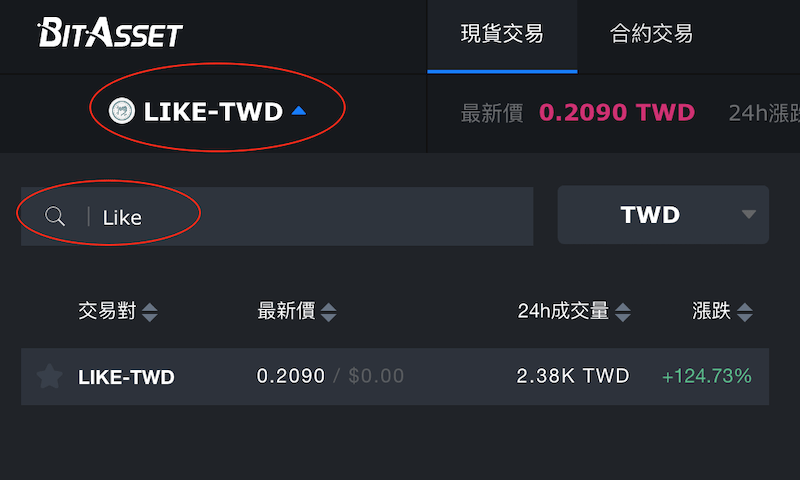 BITASSET
現貨交易 合約交易
LIKE-TWD 最新價 0.2090 TWD 24h漲跌
Like TWD
交易對 最新價 24h成交量 漲跌
LIKE-TWD 0.2090 / $0.00 2.38K TWD +124.73%